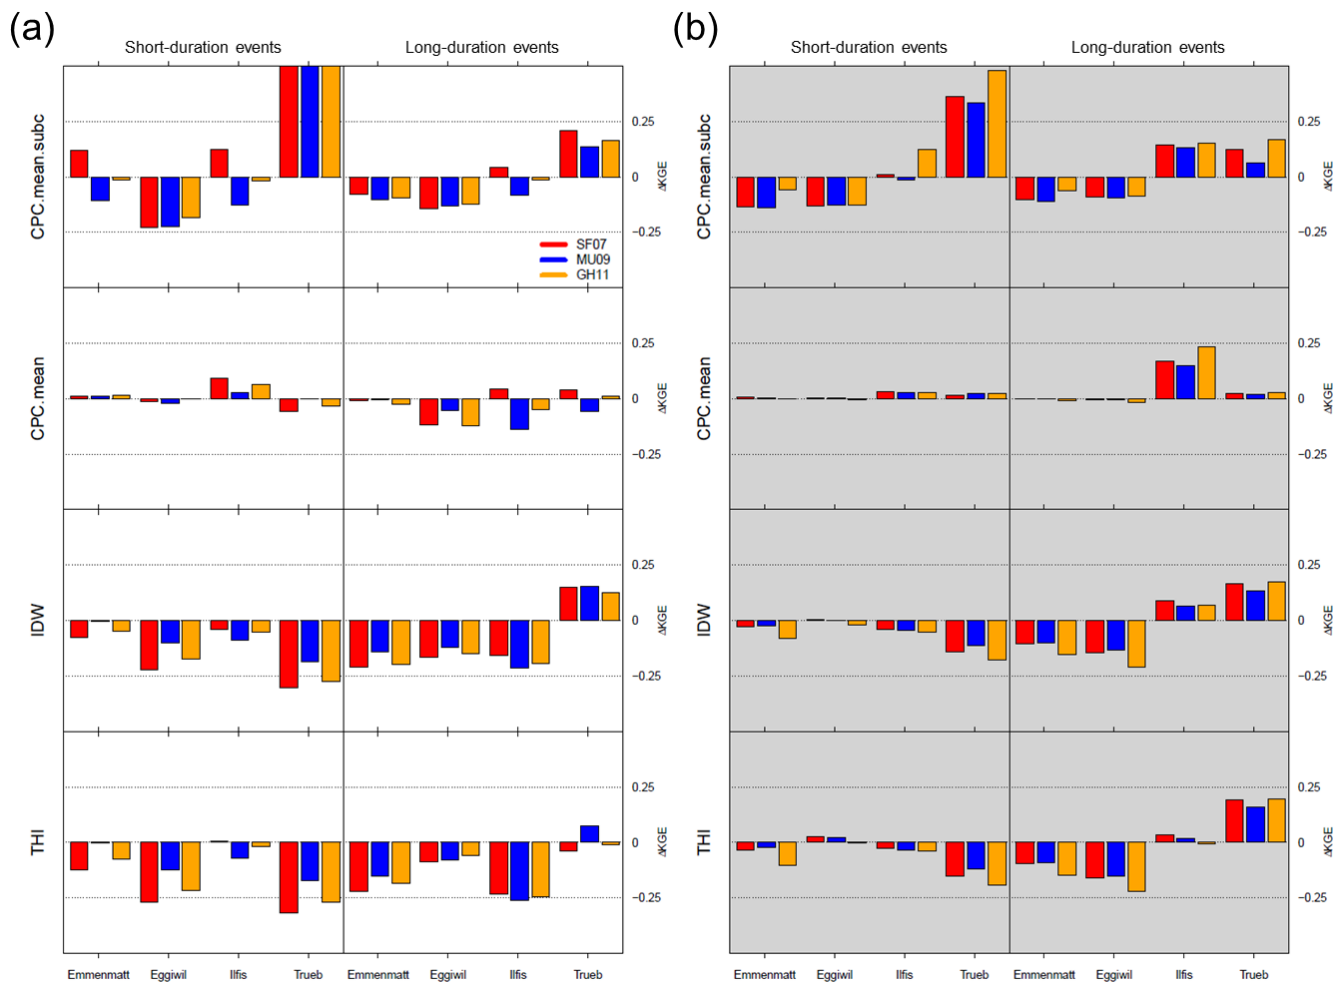 (a)
Short-duration events Long-duration events
CPC.mean.subc
0.25
0
−0.25
ΔKGE
SF07
MU09
GH11
CPC.mean
0.25
0
−0.25
ΔKGE
IDW
0.25
0
−0.25
ΔKGE
THI
0.25
0
−0.25
ΔKGE
Emmenmatt Eggiwil Ilfis Trueb Emmenmatt Eggiwil Ilfis Trueb
(b)
Short-duration events Long-duration events
CPC.mean.subc
0.25
0
−0.25
ΔKGE
CPC.mean
0.25
0
−0.25
ΔKGE
IDW
0.25
0
−0.25
ΔKGE
THI
0.25
0
−0.25
ΔKGE
Emmenmatt Eggiwil Ilfis Trueb Emmenmatt Eggiwil Ilfis Trueb